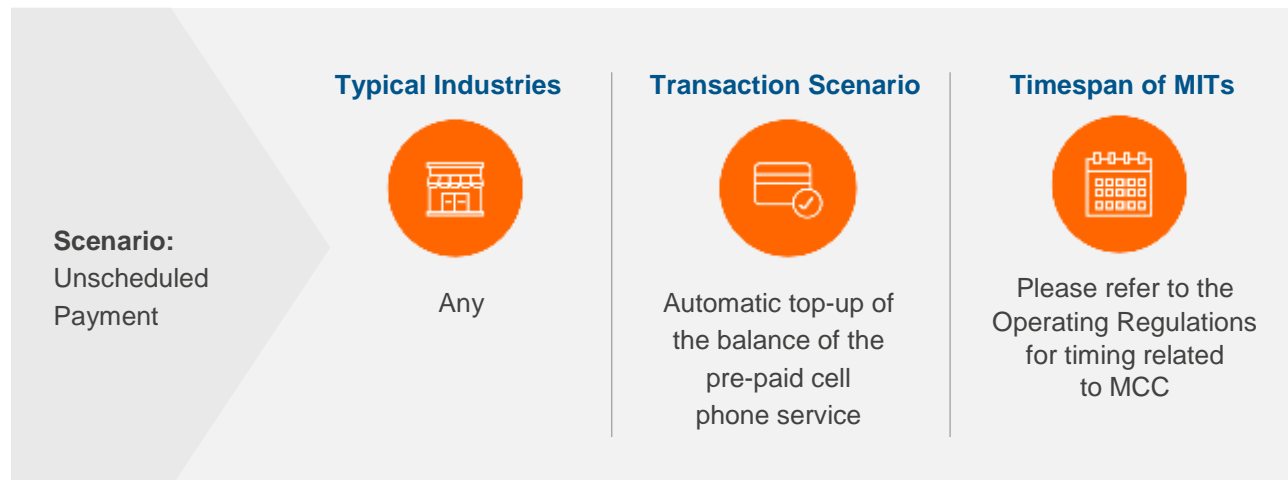 Scenario:
Unscheduled
Payment
Typical Industries
Any
Transaction Scenario
Automatic top-up of
the balance of the
pre-paid cell
phone service
Timespan of MITs
Please refer to the
Operating Regulations
for timing related
to MCC